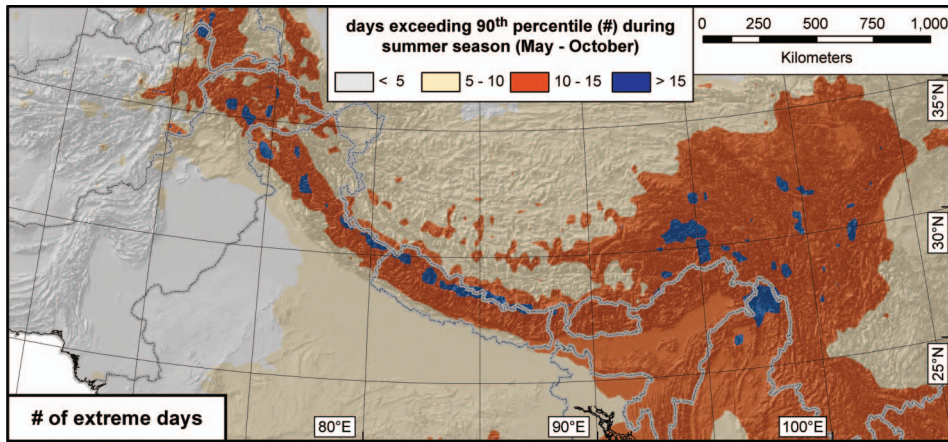 days exceeding 90th percentile (#) during
summer season (May - October)
< 5 5 - 10 10 - 15 > 15
0 250 500 750 1,000
Kilometers
35°N
30°N
25°N
80°E 90°E 100°E
# of extreme days